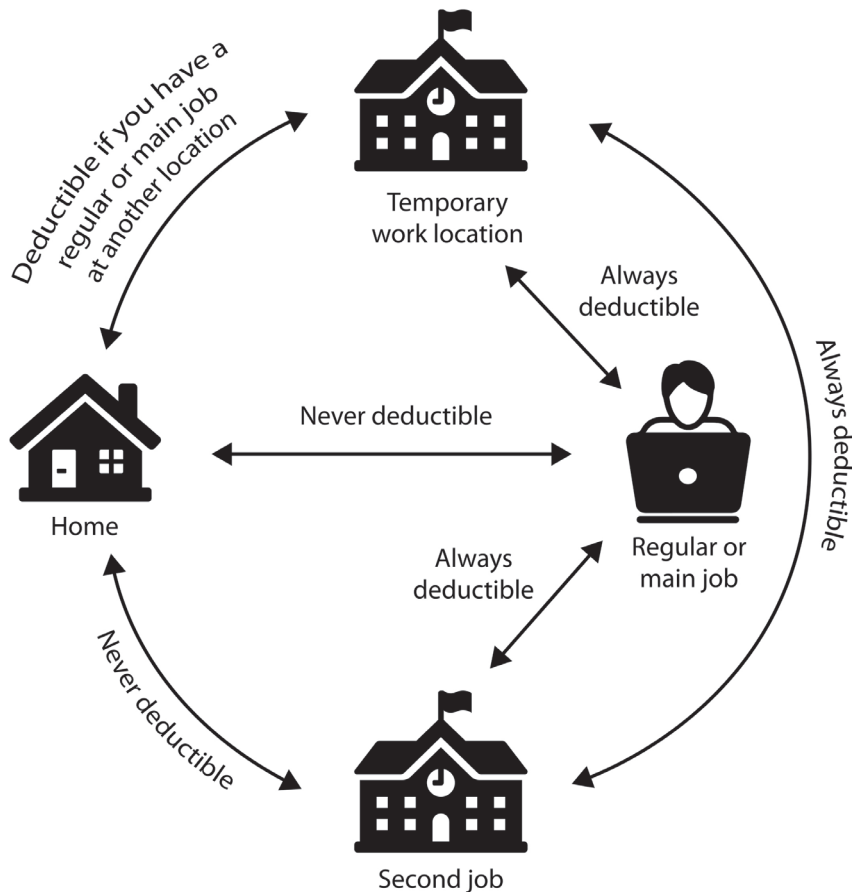 Deductible if you have a
regular or main job
at another location
Temporary
work location
Always
deductible
Always deductible
Never deductible
Home
Regular or
main job
Always
deductible
Never deductible
Second job